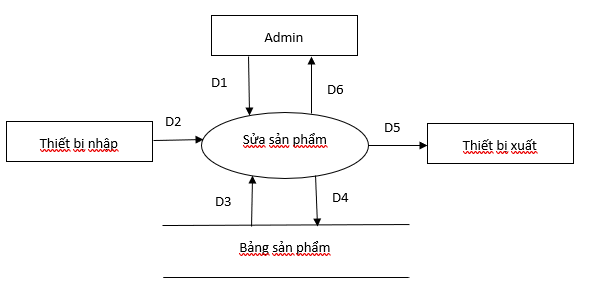 Admin
D1
D6
D2
D5
Thiết bị nhập
Sửa sản phẩm
Thiết bị xuất
D3
D4
Bảng sản phẩm